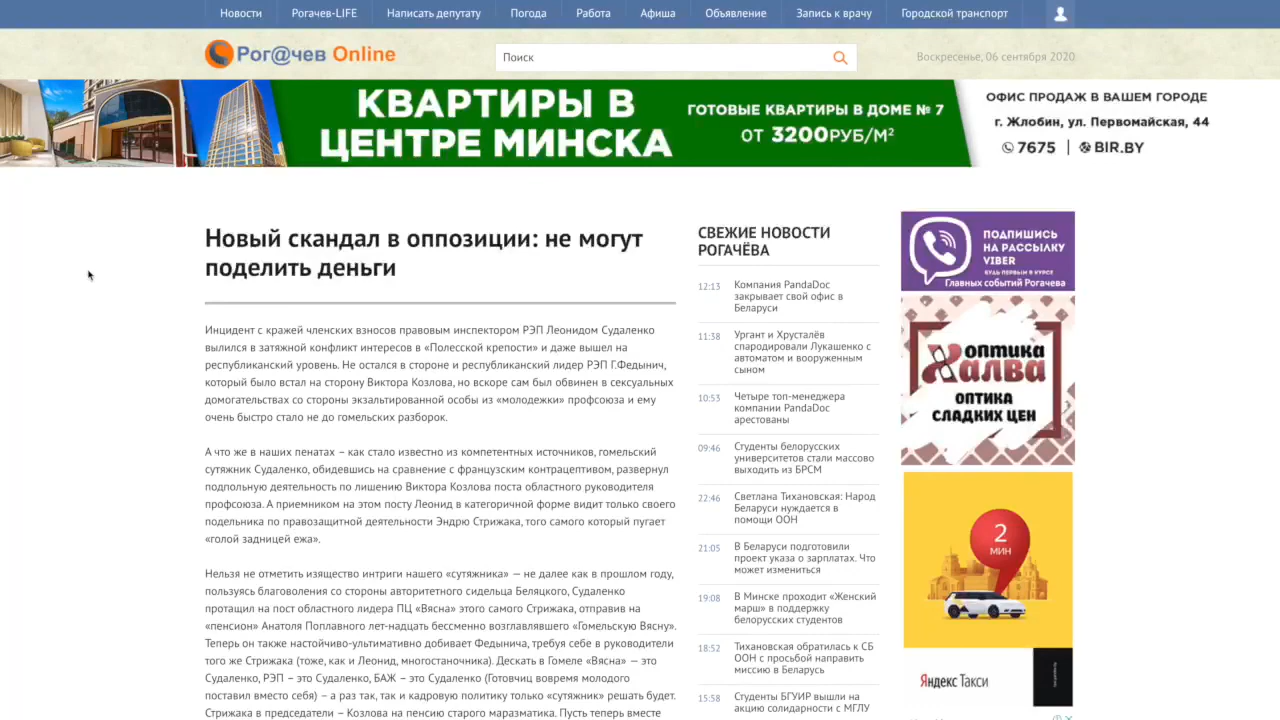 Новости Рогачев-LIFE Написать депутату Погода Работа Афиша Объявление Запись к врачу Городской транспорт
Рог@чев Online
Поиск
Воскресенье, 06 сентября 2020
КВАРТИРЫ В
ЦЕНТРЕ МИНСКА
ГОТОВЫЕ КВАРТИРЫ В ДОМЕ № 7
ОТ 3200РУБ/М²
ОФИС ПРОДАЖ В ВАШЕМ ГОРОДЕ
г. Жлобин, ул. Первомайская, 44
7675 | BIR.BY
Новый скандал в оппозиции: не могут
поделить деньги
Инцидент с кражей членских взносов правовым инспектором РЭП Леонидом Судаленко
вылился в затяжной конфликт интересов в «Полесской крепости» и даже вышел на
республиканский уровень. Не остался в стороне и республиканский лидер РЭП Г.Федынич,
который было встал на сторону Виктора Козлова, но вскоре сам был обвинен в сексуальных
домогательствах со стороны экзальтированной особы из «молодежки» профсоюза и ему
очень быстро стало не до гомельских разборок.
А что же в наших пенатах – как стало известно из компетентных источников, гомельский
сутяжник Судаленко, обидевшись на сравнение с французским контрацептивом, развернул
подпольную деятельность по лишению Виктора Козлова поста областного руководителя
профсоюза. А приемником на этом посту Леонид в категоричной форме видит только своего
подельника по правозащитной деятельности Эндрю Стрижака, того самого который пугает
«голой задницей ежа».
Нельзя не отметить изящество интриги нашего «сутяжника» — не далее как в прошлом году,
пользуясь благоволения со стороны авторитетного сидельца Беляцкого, Судаленко
протащил на пост областного лидера ПЦ «Вясна» этого самого Стрижака, отправив на
«пенсион» Анатоля Поплавного лет-надцать бессменно возглавлявшего «Гомельскую Вясну».
Теперь он также настойчиво-ультимативно добивает Федынича, требуя себе в руководители
того же Стрижака (тоже, как и Леонид, многостаночника). Дескать в Гомеле «Вясна» — это
Судаленко, РЭП – это Судаленко, БАЖ – это Судаленко (Готовчиц вовремя молодого
поставил вместо себя) – а раз так, так и кадровую политику только «сутяжник» решать будет.
Стрижака в председатели – Козлова на пенсию старого маразматика. Пусть теперь вместе
СВЕЖИЕ НОВОСТИ
РОГАЧЁВА
12:13 Компания PandaDoc
закрывает свой офис в
Беларуси
11:38 Ургант и Хрусталёв
спародировали Лукашенко с
автоматом и вооруженным
сыном
10:53 Четыре топ-менеджера
компании PandaDoc
арестованы
09:46 Студенты белорусских
университетов стали массово
выходить из БРСМ
22:46 Светлана Тихановская: Народ
Беларуси нуждается в
помощи ООН
21:05 В Беларуси подготовили
проект указа о зарплатах. Что
может измениться
19:08 В Минске проходит «Женский
марш» в поддержку
белорусских студентов
18:52 Тихановская обратилась к СБ
ООН с просьбой направить
миссию в Беларусь
15:58 Студенты БГУИР вышли на
акцию солидарности с МГЛУ
ПОДПИШИСЬ
НА РАССЫЛКУ
VIBER
БУДЬ ПЕРВЫМ В КУРСЕ
Главных событий Рогачева
оптика
Халва
ОПТИКА
СЛАДКИХ ЦЕН
2
МИН
Яндекс Такси